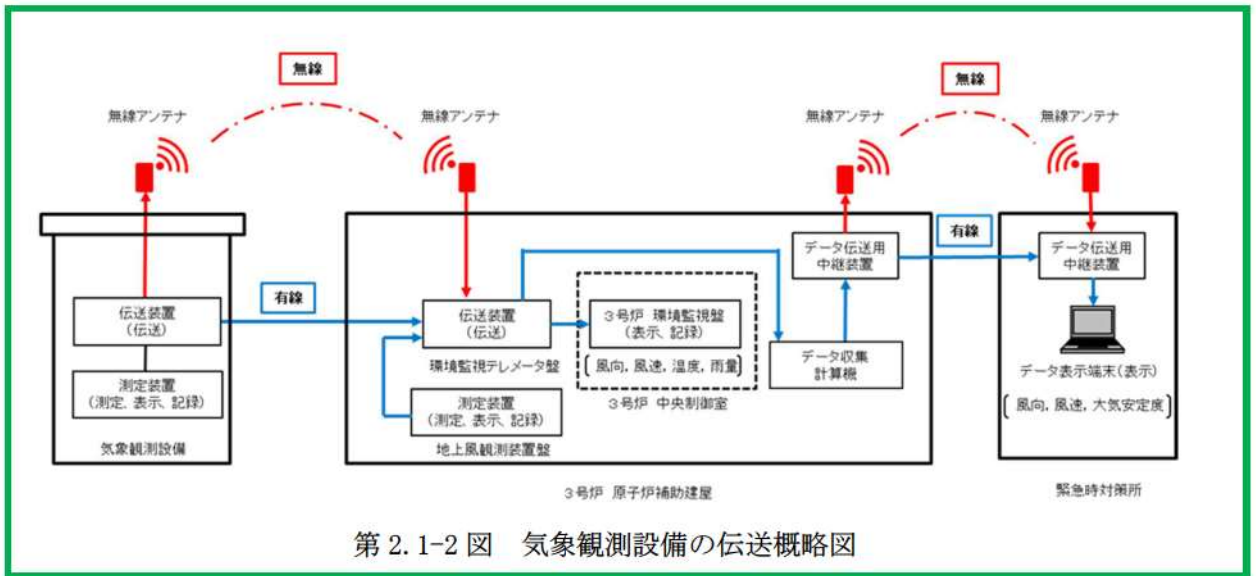 無線
無線
無線アンテナ
無線アンテナ
無線アンテナ
無線アンテナ
有線
有線
伝送装置
(伝送)
測定装置
(測定、表示、記録)
気象観測設備
伝送装置
(伝送)
環境監視テレメータ盤
測定装置
(測定、表示、記録)
地上風観測装置盤
3号炉 環境監視盤
(表示、記録)
〔風向，風速，温度，雨量〕
3号炉 中央制御室
データ伝送用
中継装置
データ収集
計算機
3号炉 原子炉補助建屋
データ伝送用
中継装置
データ表示端末(表示)
〔風向，風速，大気安定度〕
緊急時対策所
第 2.1-2 図 気象観測設備の伝送概略図